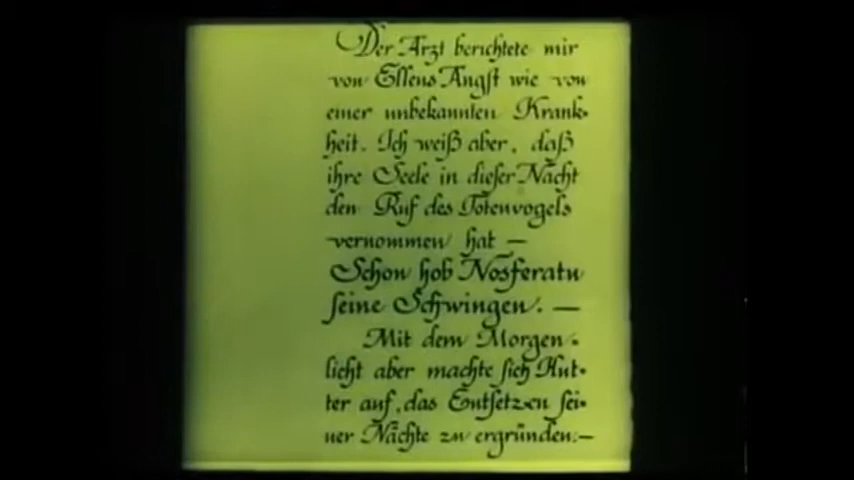 Der Arzt berichtete mir
von Ellens Angst wie von
einer unbekannten Krank-
heit. Ich weiß aber, daß
ihre Seele in dieser Nacht
den Ruf des Totenvogels
vernommen hat —
Schon hob Nosferatu
seine Schwingen. —
Mit dem Morgen-
licht aber machte sich Hut-
ter auf, das Entsetzen sei-
ner Nächte zu ergründen:—